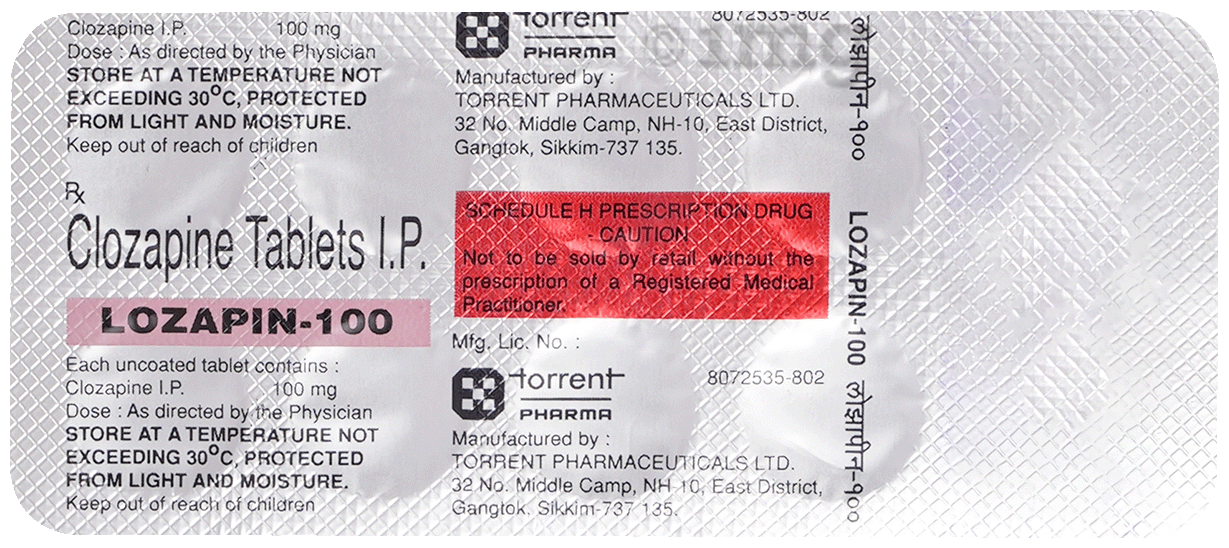 Clozapine I.P. 100 mg
Dose : As directed by the Physician
STORE AT A TEMPERATURE NOT
EXCEEDING 30°C, PROTECTED
FROM LIGHT AND MOISTURE.
Keep out of reach of children
Rx
Clozapine Tablets I.P.
LOZAPIN-100
Each uncoated tablet contains :
Clozapine I.P. 100 mg
Dose : As directed by the Physician
STORE AT A TEMPERATURE NOT
EXCEEDING 30°C, PROTECTED
FROM LIGHT AND MOISTURE.
Keep out of reach of children
torrent 8072535-802
PHARMA
© 1mg
Manufactured by :
TORRENT PHARMACEUTICALS LTD.
32 No. Middle Camp, NH-10, East District,
Gangtok, Sikkim-737 135.
SCHEDULE H PRESCRIPTION DRUG
- CAUTION
Not to be sold by retail without the
prescription of a Registered Medical
Practitioner.
Mfg. Lic. No. :
torrent 8072535-802
PHARMA
Manufactured by :
TORRENT PHARMACEUTICALS LTD.
32 No. Middle Camp, NH-10, East District,
Gangtok, Sikkim-737 135.
लोझापीन-१००
LOZAPIN-100
लोझापीन-१००